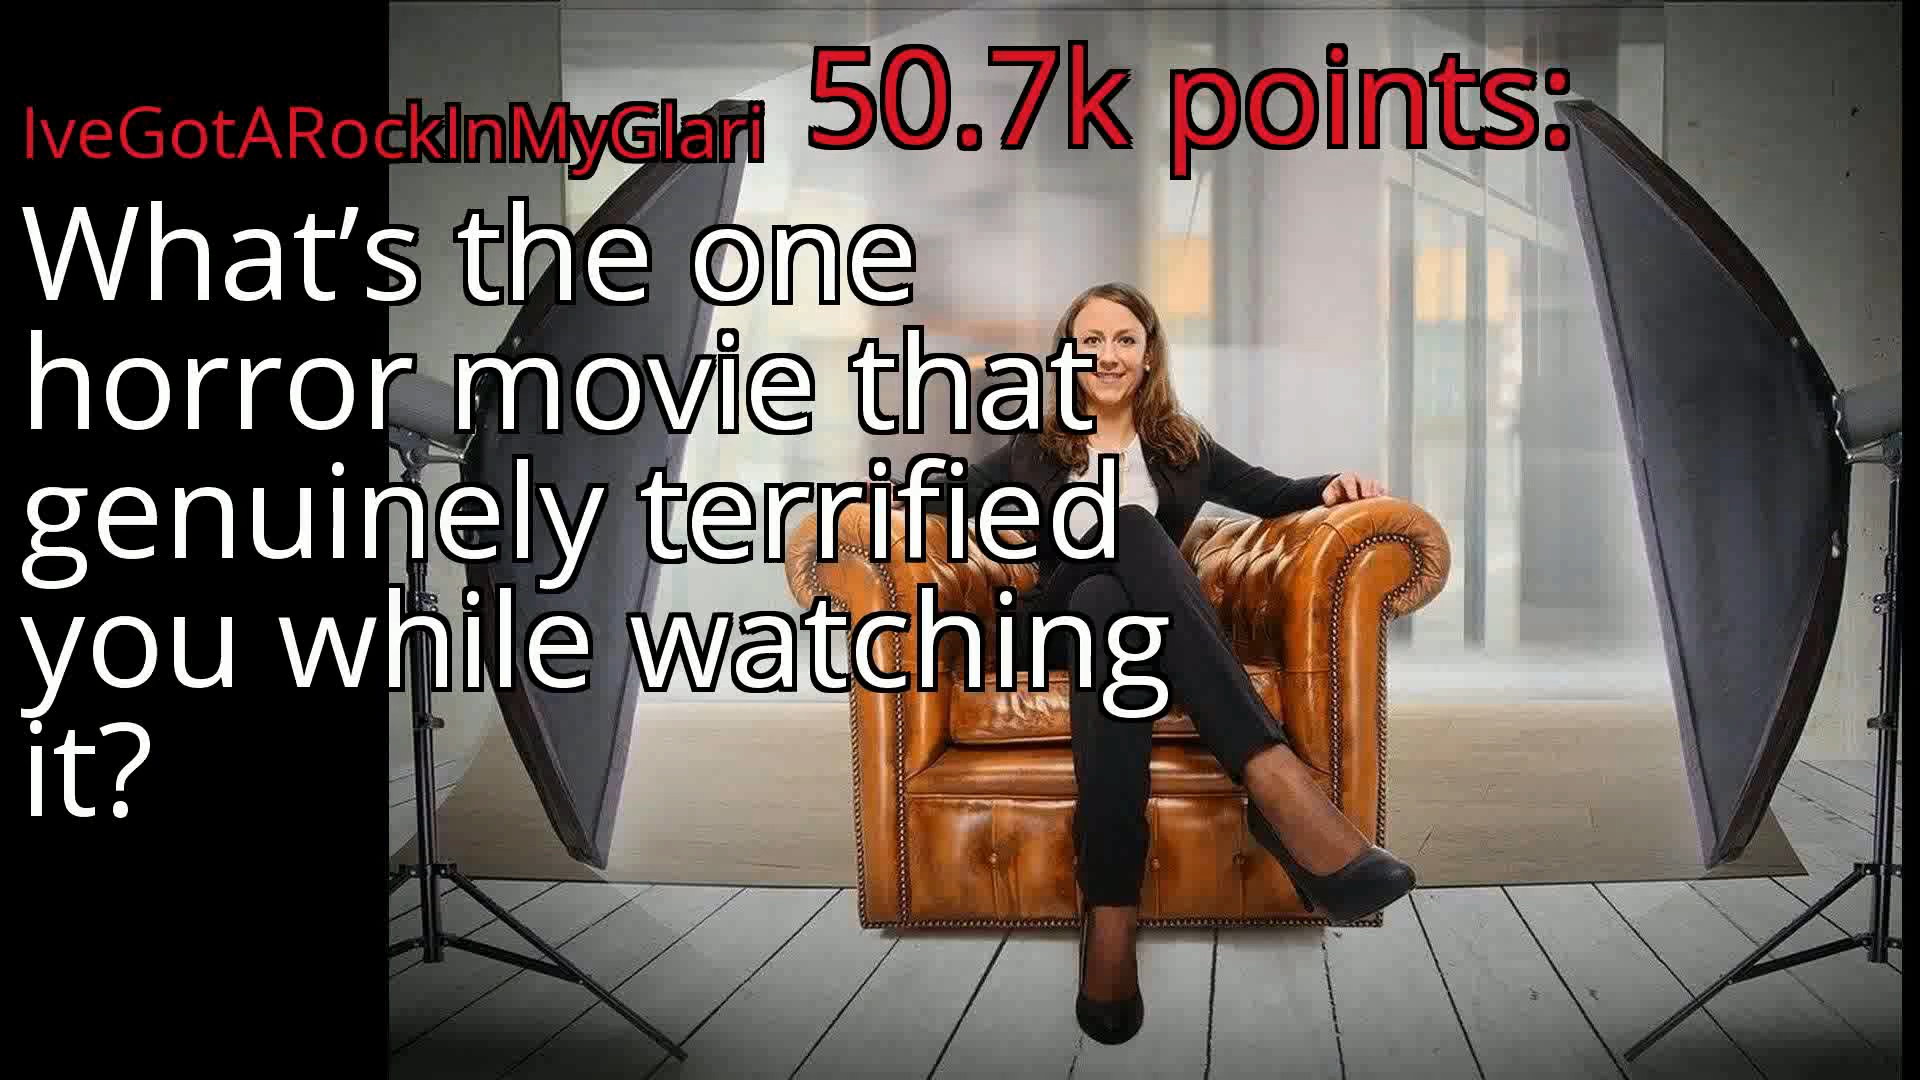 IveGotARockInMyGlari 50.7k points:
What’s the one
horror movie that
genuinely terrified
you while watching
it?